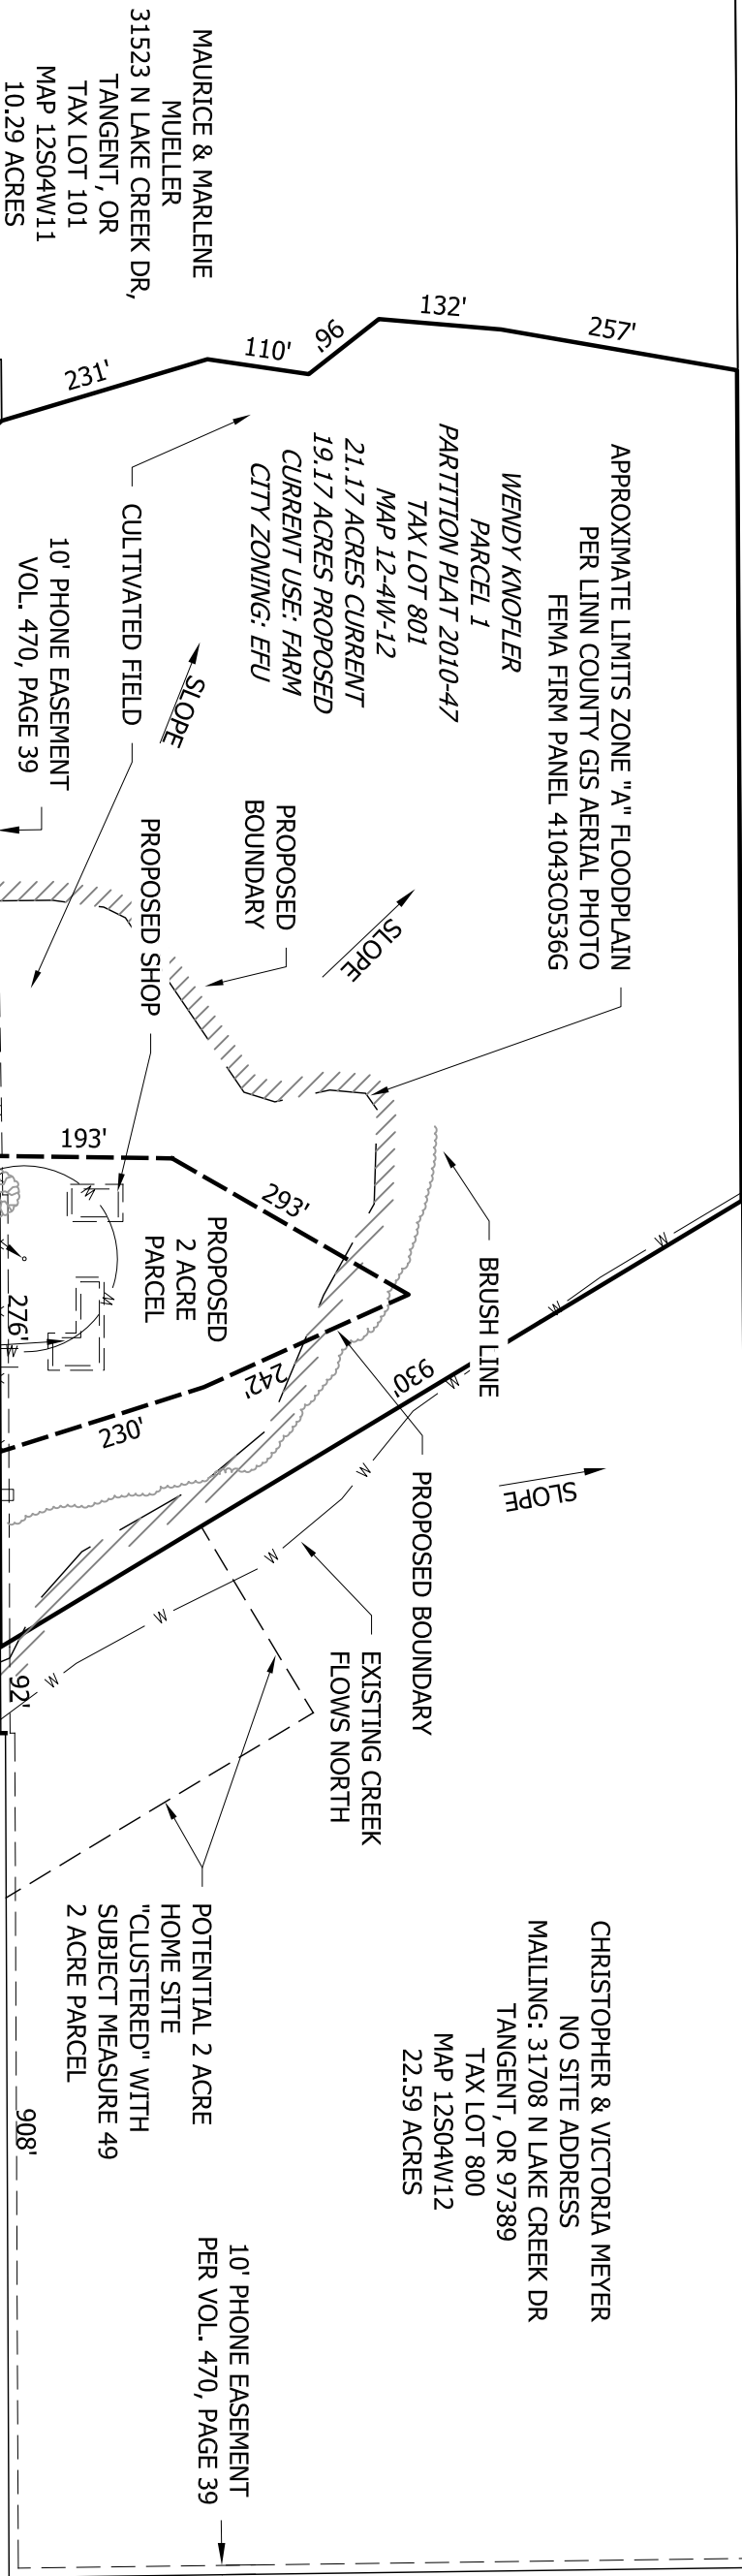 MAURICE & MARLENE
MUELLER
31523 N LAKE CREEK DR,
TANGENT, OR
TAX LOT 101
MAP 12S04W11
10.29 ACRES
257'
132'
96'
110'
231'
APPROXIMATE LIMITS ZONE "A" FLOODPLAIN
PER LINN COUNTY GIS AERIAL PHOTO
FEMA FIRM PANEL 41043C0536G
WENDY KNOFLER
PARCEL 1
PARTITION PLAT 2010-47
TAX LOT 801
MAP 12-4W-12
21.17 ACRES CURRENT
19.17 ACRES PROPOSED
CURRENT USE: FARM
CITY ZONING: EFU
CULTIVATED FIELD
SLOPE
10' PHONE EASEMENT
VOL. 470, PAGE 39
PROPOSED
BOUNDARY
PROPOSED SHOP
SLOPE
193'
293'
PROPOSED
2 ACRE
PARCEL
276'
242'
230'
BRUSH LINE
930'
W
W
W
W
W
W
W
W
W
W
SLOPE
PROPOSED BOUNDARY
EXISTING CREEK
FLOWS NORTH
92'
POTENTIAL 2 ACRE
HOME SITE
"CLUSTERED" WITH
SUBJECT MEASURE 49
2 ACRE PARCEL
CHRISTOPHER & VICTORIA MEYER
NO SITE ADDRESS
MAILING: 31708 N LAKE CREEK DR
TANGENT, OR 97389
TAX LOT 800
MAP 12S04W12
22.59 ACRES
908'
10' PHONE EASEMENT
PER VOL. 470, PAGE 39